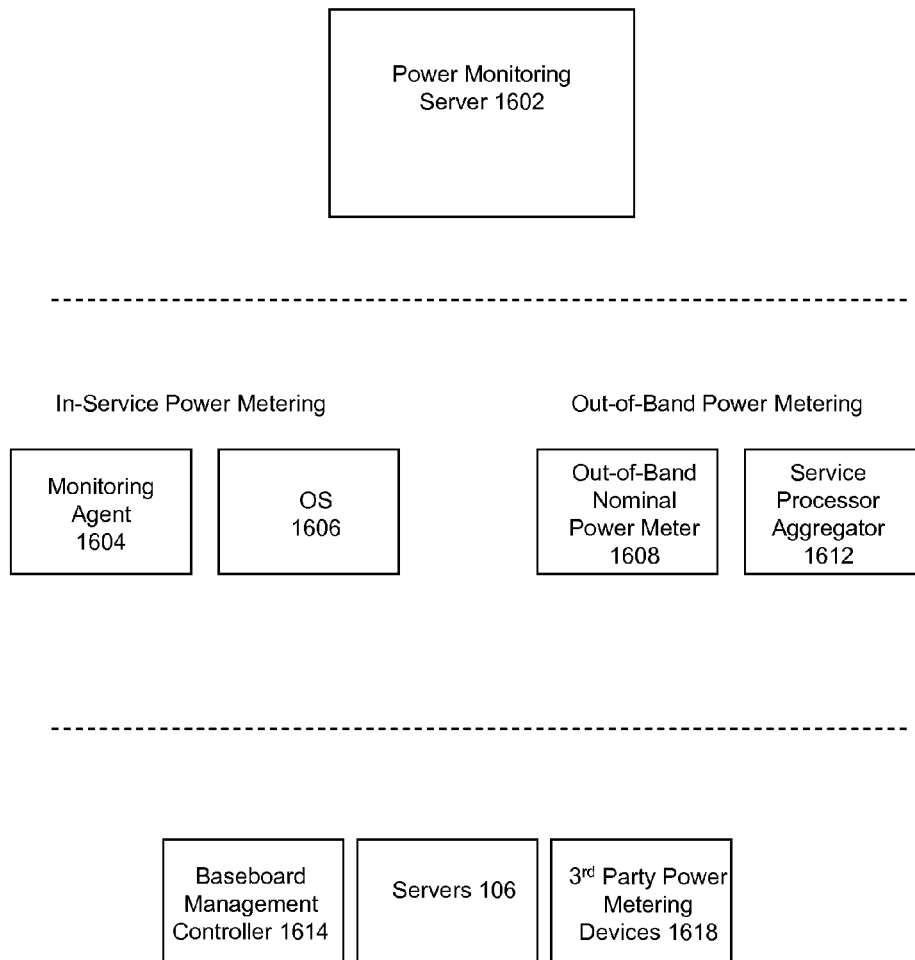 Power Monitoring
Server 1602
In-Service Power Metering
Out-of-Band Power Metering
Monitoring
Agent
1604
OS
1606
Out-of-Band
Nominal
Power Meter
1608
Service
Processor
Aggregator
1612
Baseboard
Management
Controller 1614
Servers 106
3rd Party Power
Metering
Devices 1618